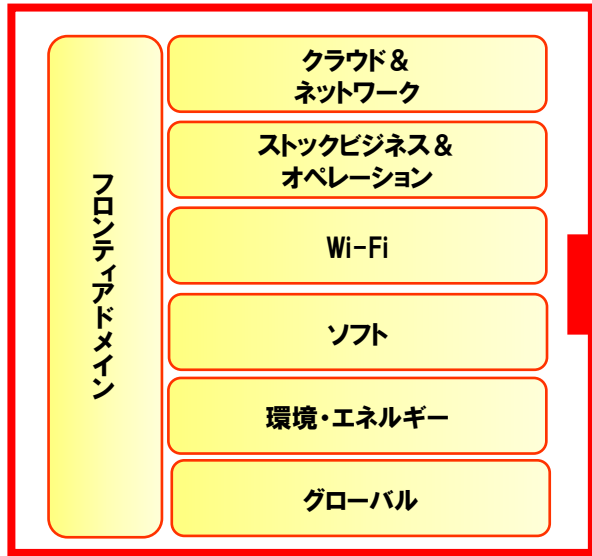 フロンティアドメイン
クラウド&
ネットワーク
ストックビジネス&
オペレーション
Wi-Fi
ソフト
環境・エネルギー
グローバル